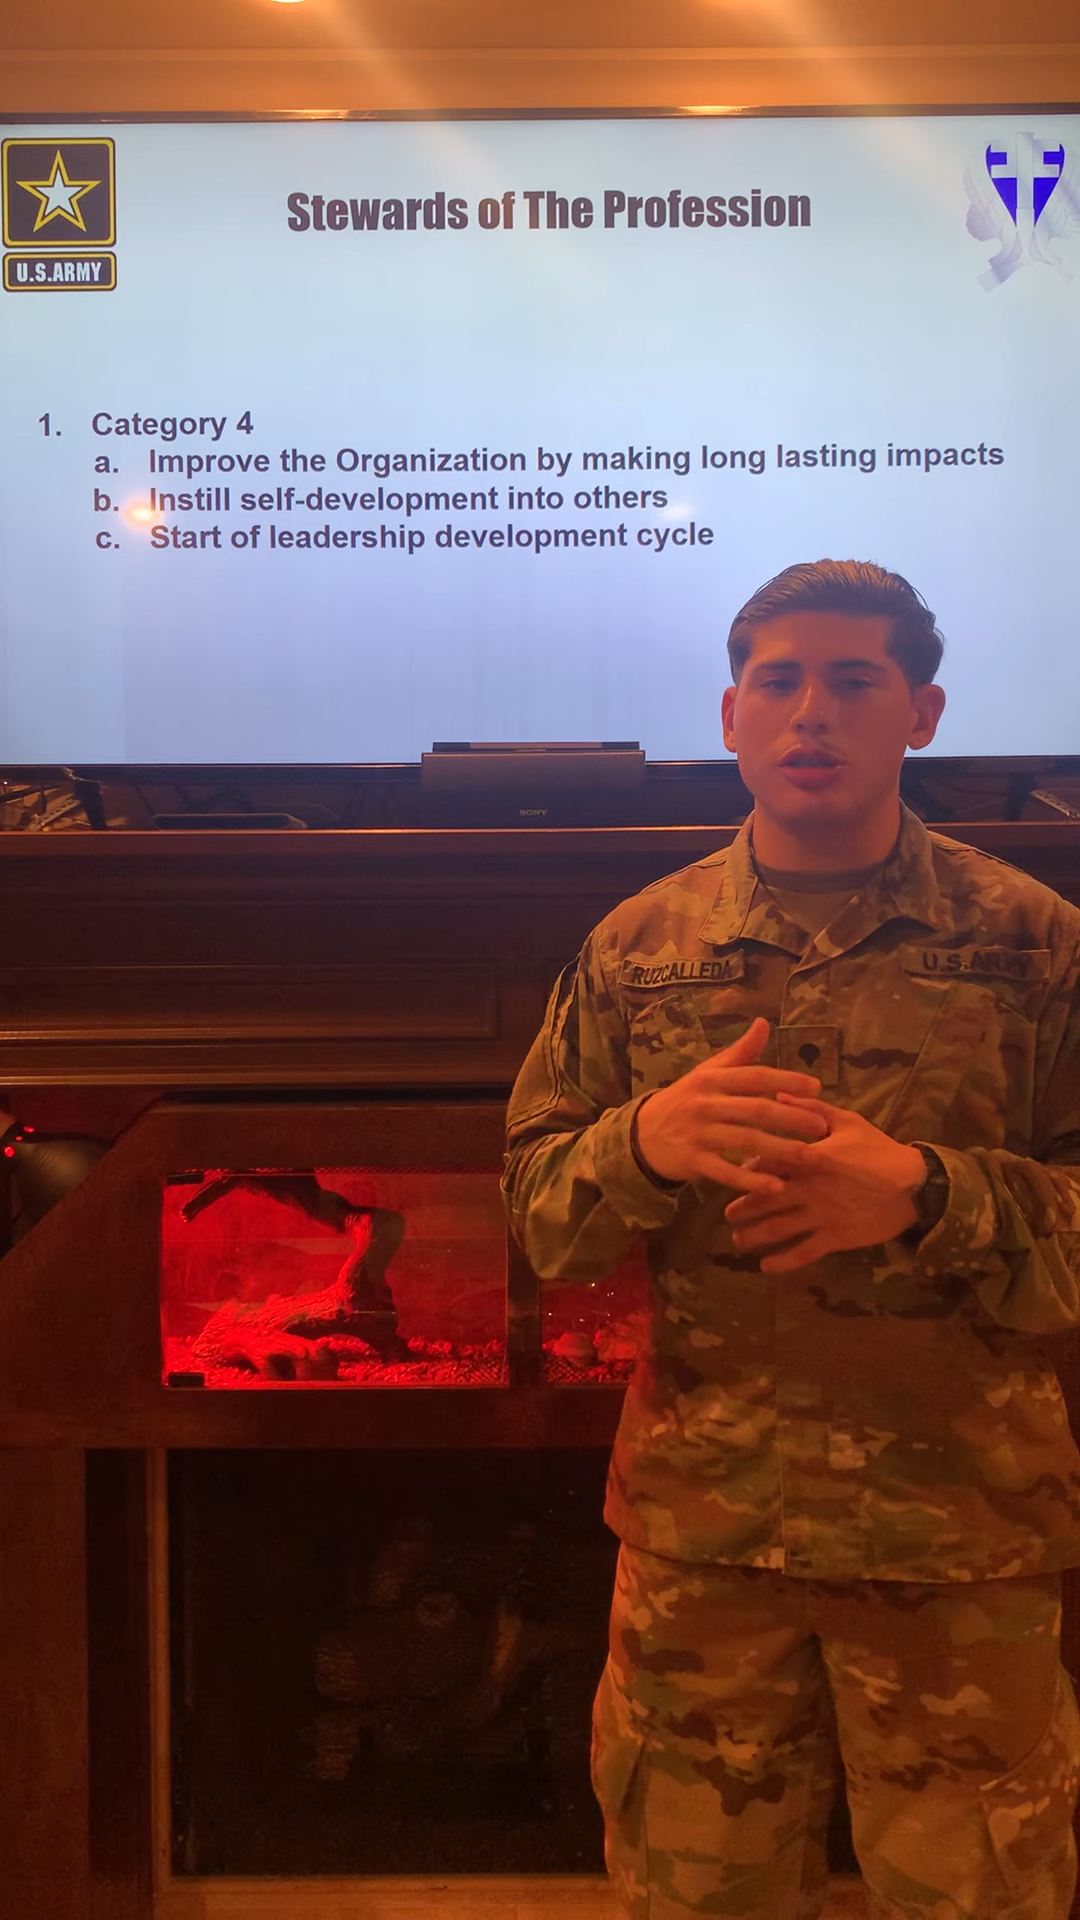 Stewards of The Profession
U.S.ARMY
1. Category 4
a. Improve the Organization by making long lasting impacts
b. Instill self-development into others
c. Start of leadership development cycle
SONY
RUZCALLEDA
U.S.ARMY